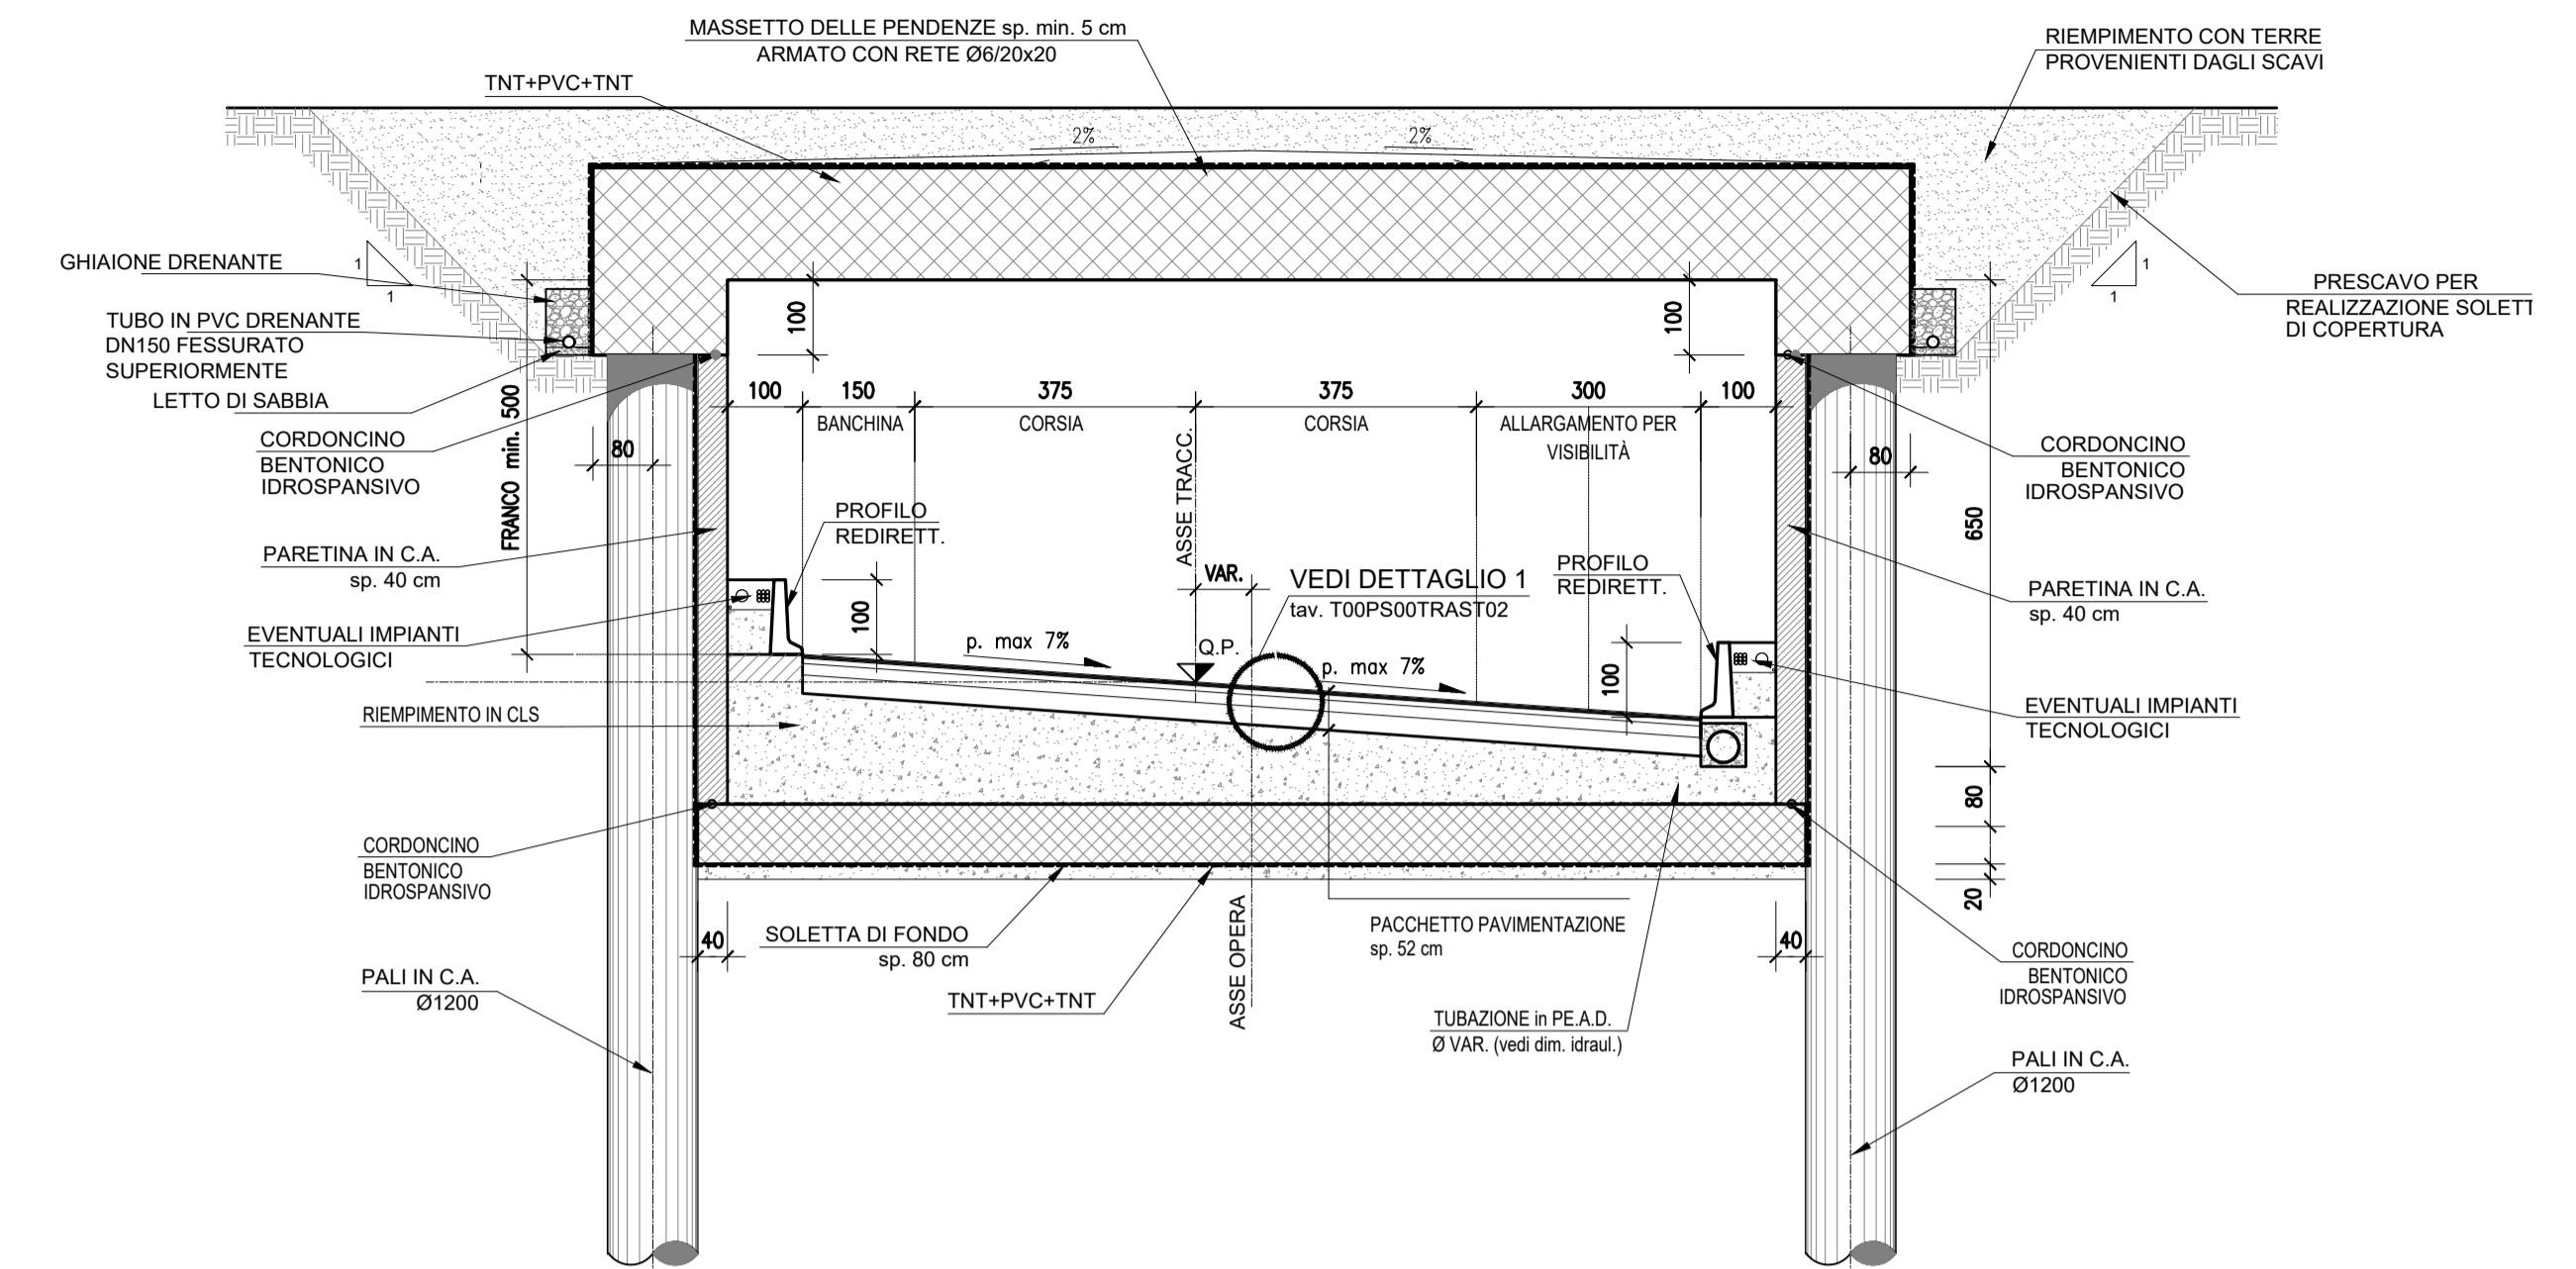 MASSETTO DELLE PENDENZE sp. min. 5 cm
ARMATO CON RETE Ø6/20x20
TNT+PVC+TNT
RIEMPIMENTO CON TERRE
PROVENIENTI DAGLI SCAVI
2%
2%
GHIAIONE DRENANTE
1
1
1
1
PRESCAVO PER
REALIZZAZIONE SOLETT
DI COPERTURA
TUBO IN PVC DRENANTE
DN150 FESSURATO
SUPERIORMENTE
LETTO DI SABBIA
100
100
100
150
375
375
300
100
BANCHINA
CORSIA
CORSIA
ALLARGAMENTO PER
VISIBILITÀ
FRANCO min. 500
CORDONCINO
BENTONICO
IDROSPANSIVO
80
80
CORDONCINO
BENTONICO
IDROSPANSIVO
ASSE TRACC.
650
PROFILO
REDIRETT.
PARETINA IN C.A.
sp. 40 cm
VAR.
VEDI DETTAGLIO 1
tav. T00PS00TRAST02
PROFILO
REDIRETT.
PARETINA IN C.A.
sp. 40 cm
100
EVENTUALI IMPIANTI
TECNOLOGICI
p. max 7%
Q.P.
p. max 7%
100
EVENTUALI IMPIANTI
TECNOLOGICI
RIEMPIMENTO IN CLS
80
CORDONCINO
BENTONICO
IDROSPANSIVO
20
SOLETTA DI FONDO
sp. 80 cm
40
ASSE OPERA
PACCHETTO PAVIMENTAZIONE
sp. 52 cm
40
CORDONCINO
BENTONICO
IDROSPANSIVO
PALI IN C.A.
Ø1200
TNT+PVC+TNT
TUBAZIONE in PE.A.D.
Ø VAR. (vedi dim. idraul.)
PALI IN C.A.
Ø1200